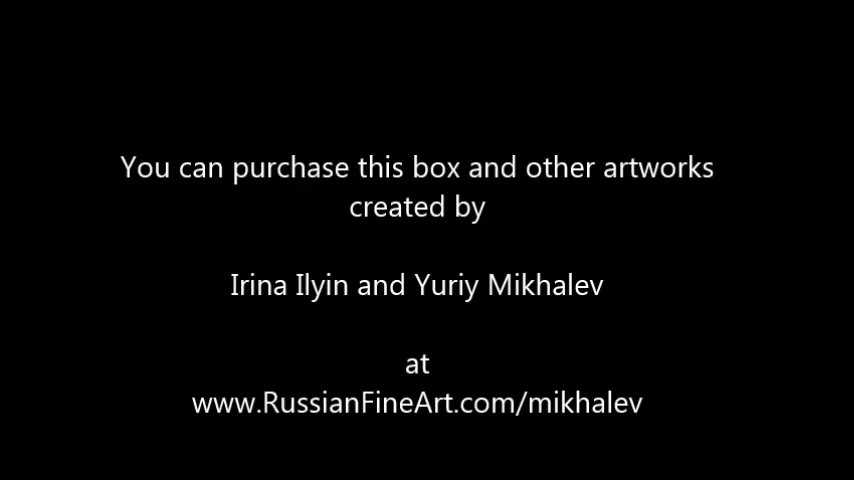 You can purchase this box and other artworks
created by
Irina Ilyin and Yuriy Mikhalev
at
www.RussianFineArt.com/mikhalev